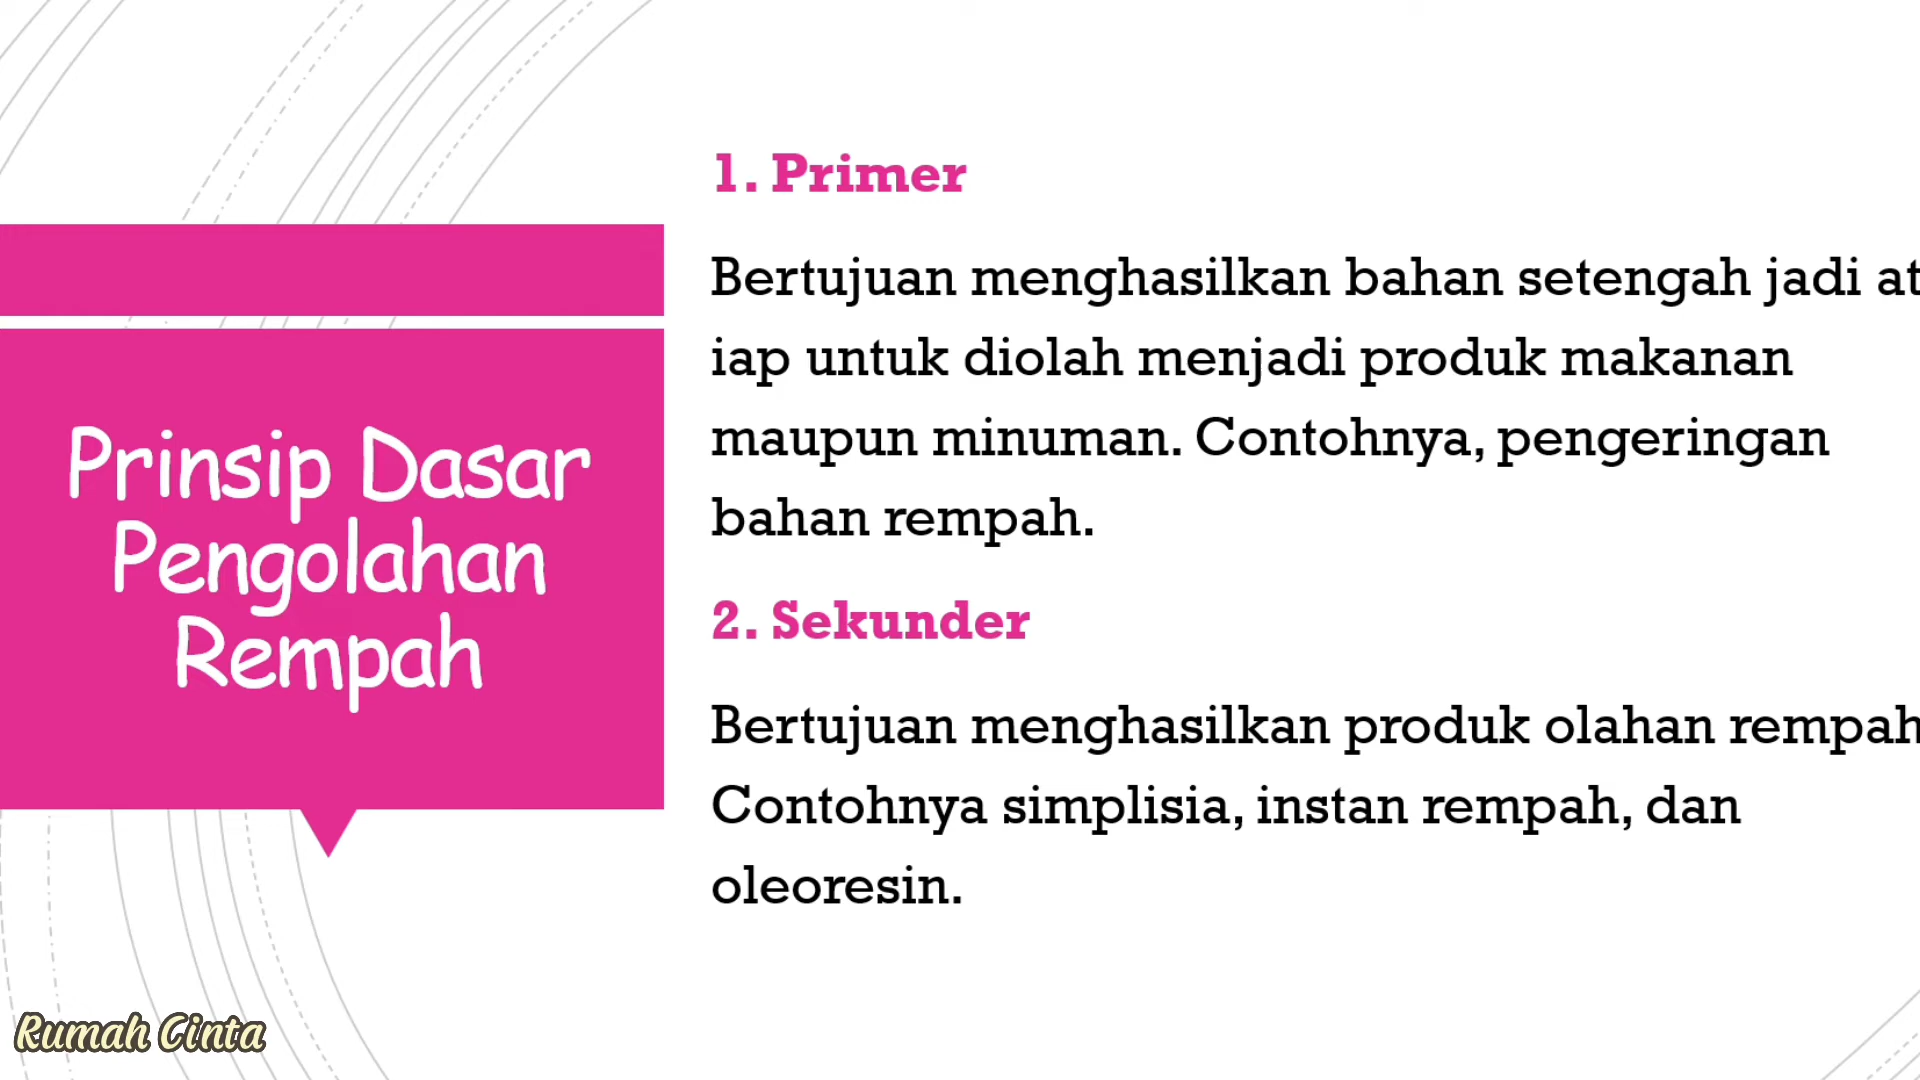 Prinsip Dasar
Pengolahan
Rempah
1. Primer
Bertujuan menghasilkan bahan setengah jadi at
iap untuk diolah menjadi produk makanan
maupun minuman. Contohnya, pengeringan
bahan rempah.
2. Sekunder
Bertujuan menghasilkan produk olahan rempah
Contohnya simplisia, instan rempah, dan
oleoresin.
Rumah Cinta